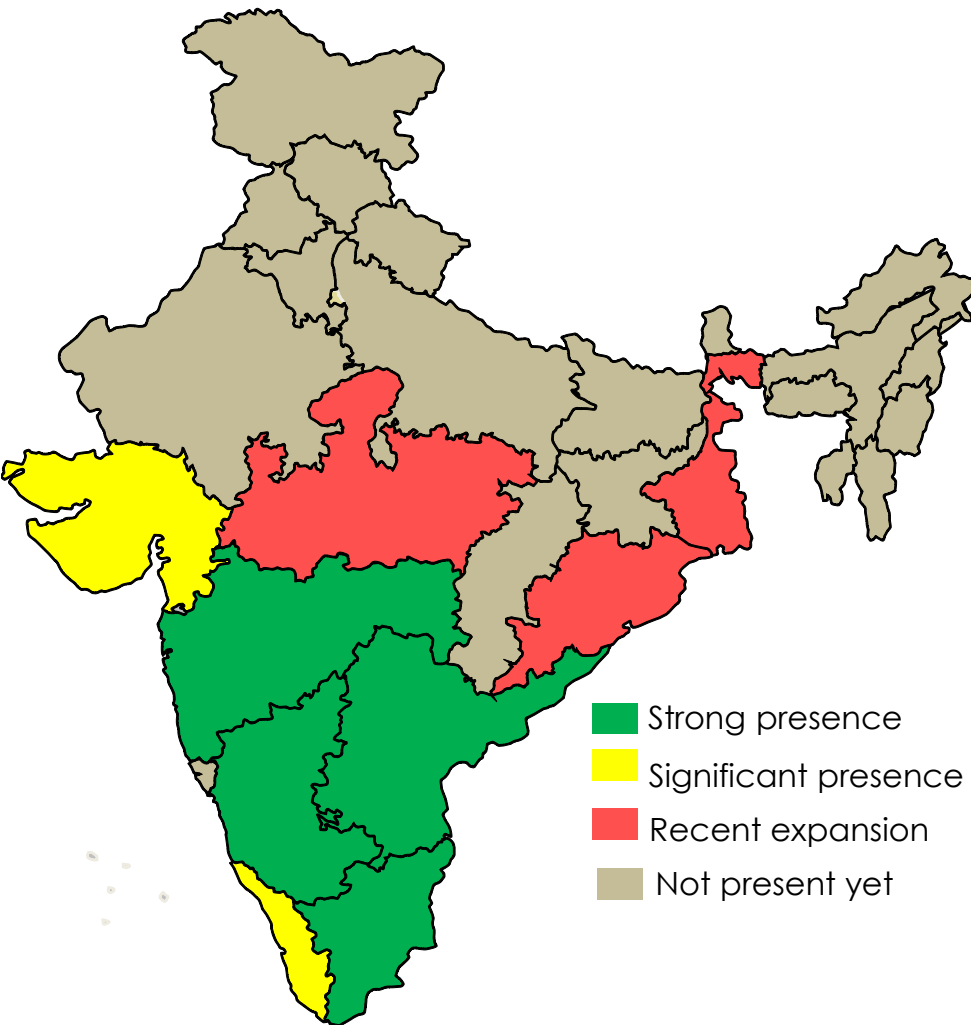 Strong presence
Significant presence
Recent expansion
Not present yet